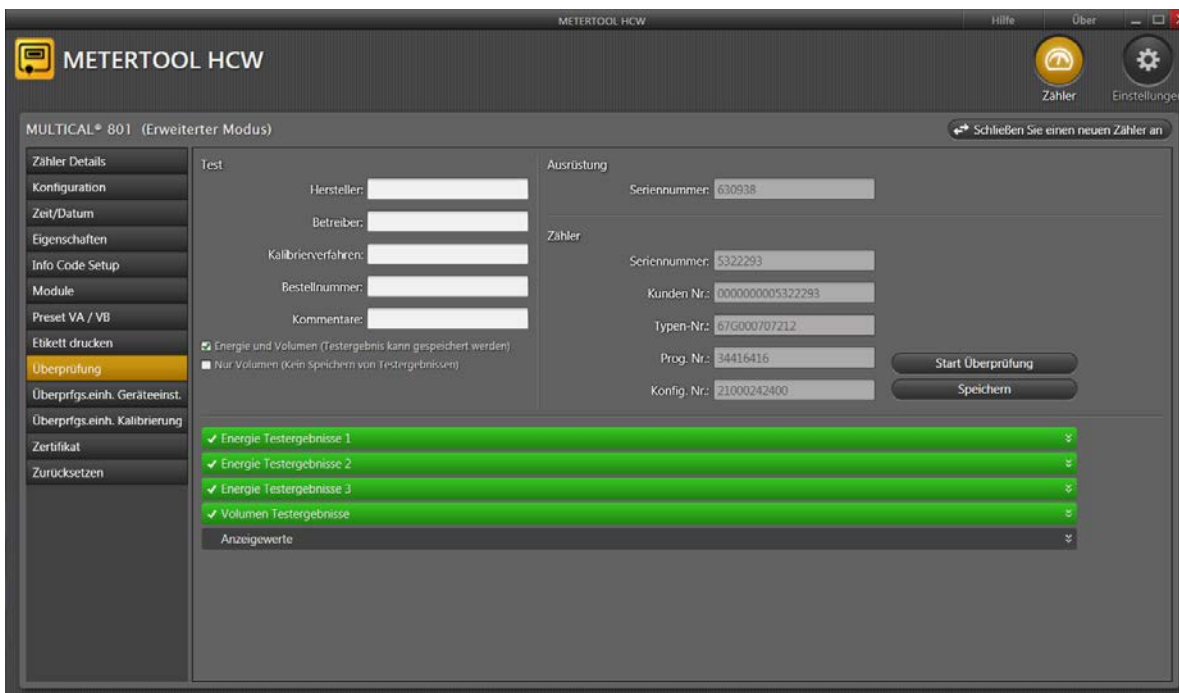 METERTOOL HCW
Hilfe
Über
METERTOOL HCW
Zähler
Einstellungen
MULTICAL® 801 (Erweiterter Modus)
Schließen Sie einen neuen Zähler an
Zähler Details
Konfiguration
Zeit/Datum
Eigenschaften
Info Code Setup
Module
Preset VA / VB
Etikett drucken
Überprüfung
Überprfgs.einh. Geräteeinst.
Überprfgs.einh. Kalibrierung
Zertifikat
Zurücksetzen
Test
Hersteller:
Betreiber:
Kalibrierverfahren:
Bestellnummer:
Kommentare:
Energie und Volumen (Testergebnis kann gespeichert werden)
Nur Volumen (Kein Speichern von Testergebnissen)
Ausrüstung
Seriennummer: 630938
Zähler
Seriennummer: 5322293
Kunden Nr.: 0000000005322293
Typen-Nr.: 67G000707212
Prog. Nr.: 34416416
Konfig. Nr.: 21000242400
Start Überprüfung
Speichern
Energie Testergebnisse 1
Energie Testergebnisse 2
Energie Testergebnisse 3
Volumen Testergebnisse
Anzeigewerte